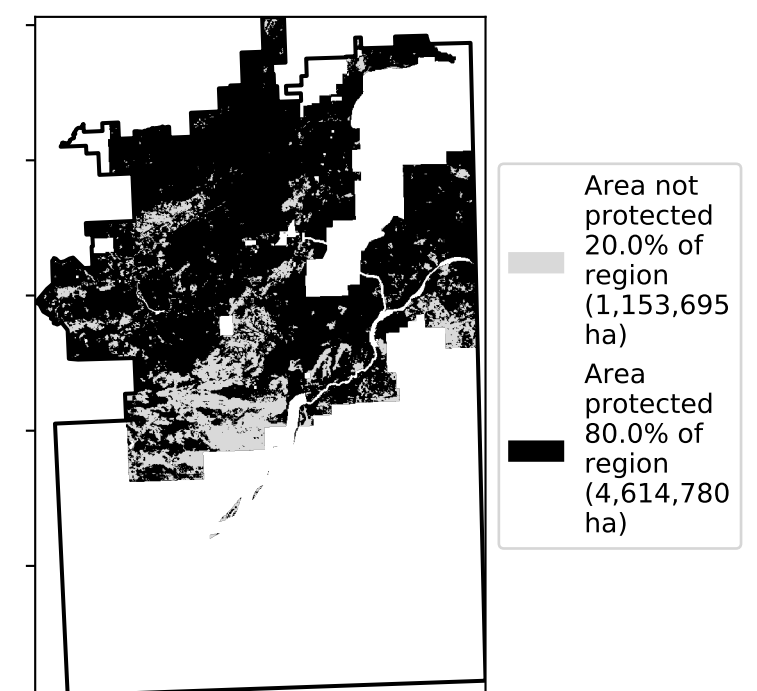 Area not
protected
20.0% of
region
(1,153,695
ha)
Area
protected
80.0% of
region
(4,614,780
ha)